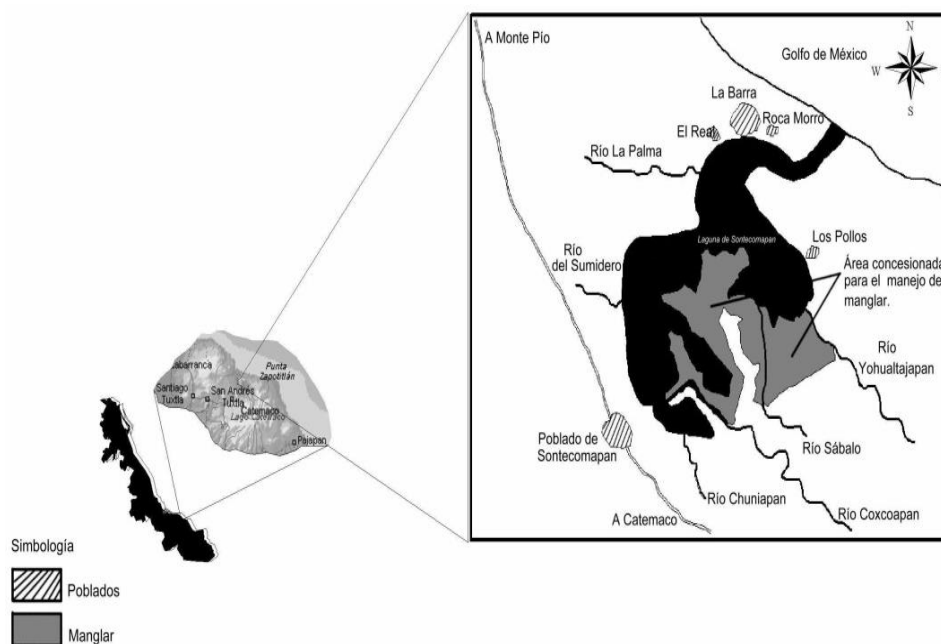 A Monte Pío
Golfo de México
N
W
S
La Barra
Roca Morro
El Real
Río La Palma
Laguna de Sontecomapan
Los Pollos
Río
del Sumidero
Área concesionada
para el manejo de
manglar.
Río
Yohualtajapan
Poblado de
Sontecomapan
Río Sábalo
Río Chuniapan
Río Coxcoapan
A Catemaco
Punta
Zapotitlán
Santiago
Tuxtla
San Andrés
Tuxtla
Catemaco
Pajapan
Simbología
Poblados
Manglar